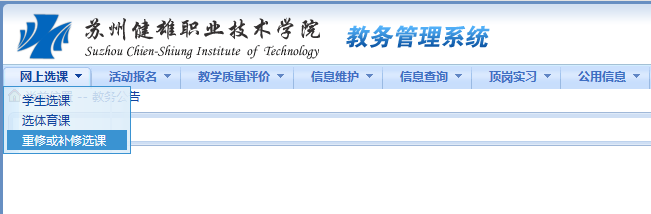 苏州健雄职业技术学院
Suzhou Chien-Shiung Institute of Technology
教务管理系统
网上选课 活动报名 教学质量评价 信息维护 信息查询 顶岗实习 公用信息
-- 教务公告
学生选课
选体育课
重修或补修选课